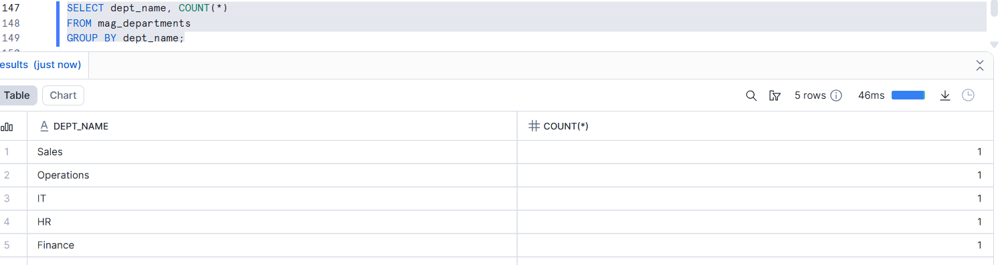 147 SELECT dept_name, COUNT(*)
148 FROM mag_departments
149 GROUP BY dept_name;
esults (just now)
Table Chart 5 rows 46ms
DEPT_NAME COUNT(*)
1 Sales 1
2 Operations 1
3 IT 1
4 HR 1
5 Finance 1